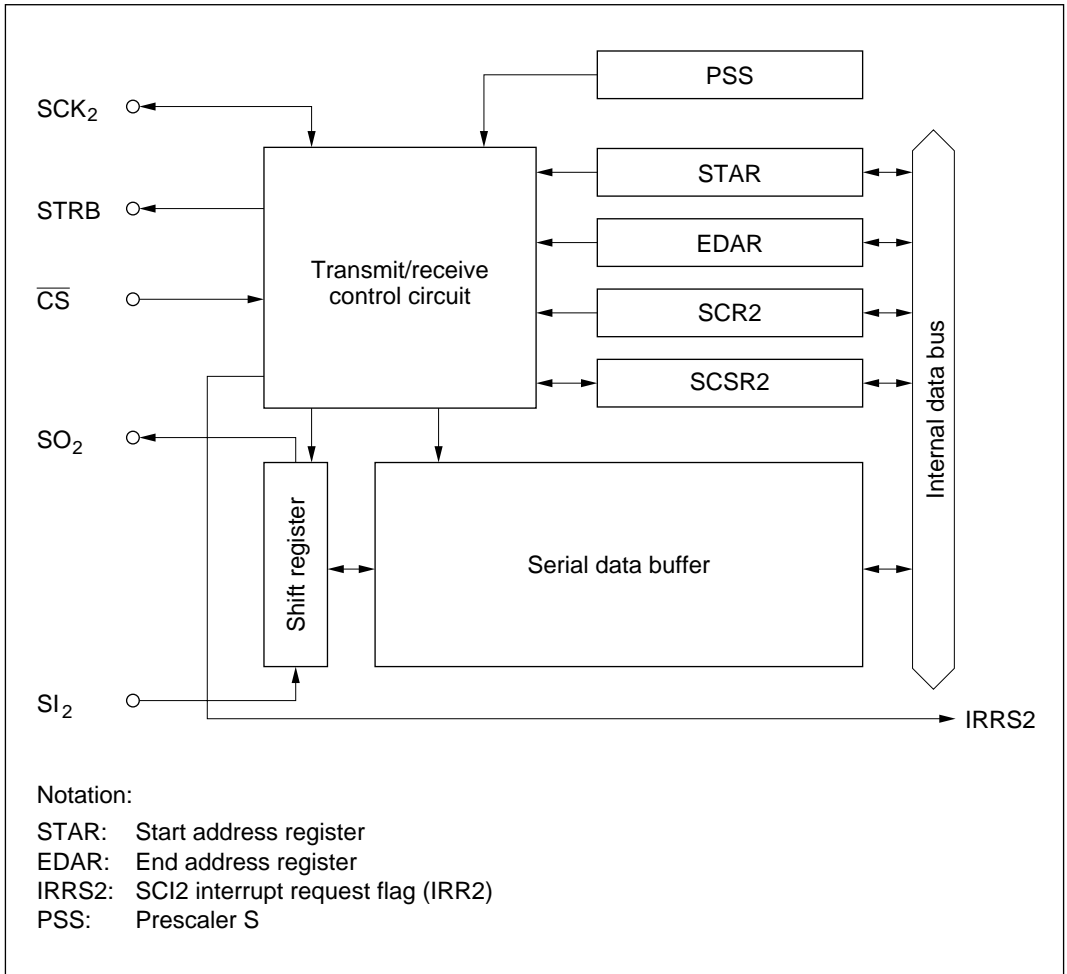 PSS
SCK2
STAR
STRB
EDAR
Transmit/receive
control circuit
CS
SCR2
SCSR2
Internal data bus
SO2
Shift register
Serial data buffer
SI2
IRRS2
Notation:
STAR: Start address register
EDAR: End address register
IRRS2: SCI2 interrupt request flag (IRR2)
PSS: Prescaler S